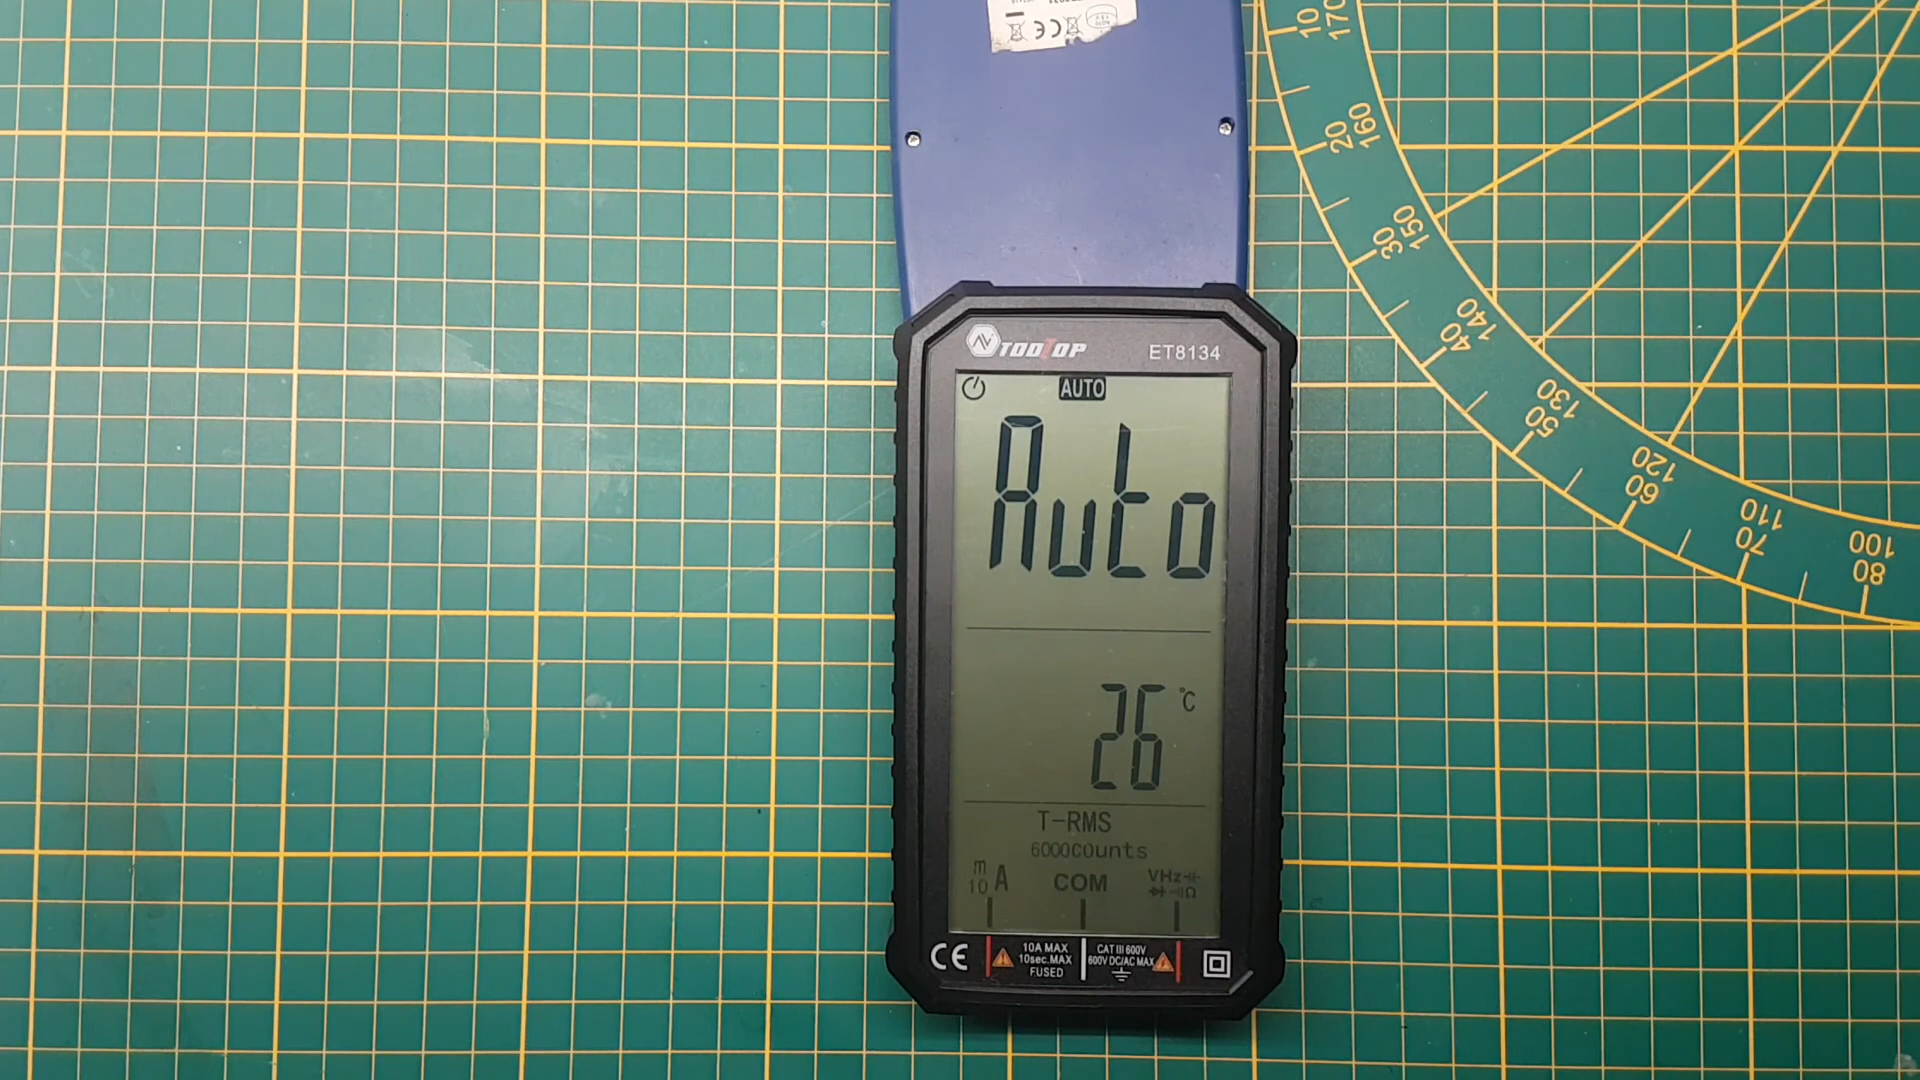 CE
TOOLTOP
ET8134
AUTO
Auto
26 °C
T-RMS
6000COUnts
m
10 A
COM
VHz
Ω
CE
10A MAX
10sec.MAX
FUSED
CAT III 600V
600V DC/AC MAX
10
170
20
160
30
150
40
140
50
130
60
120
70
110
80
100